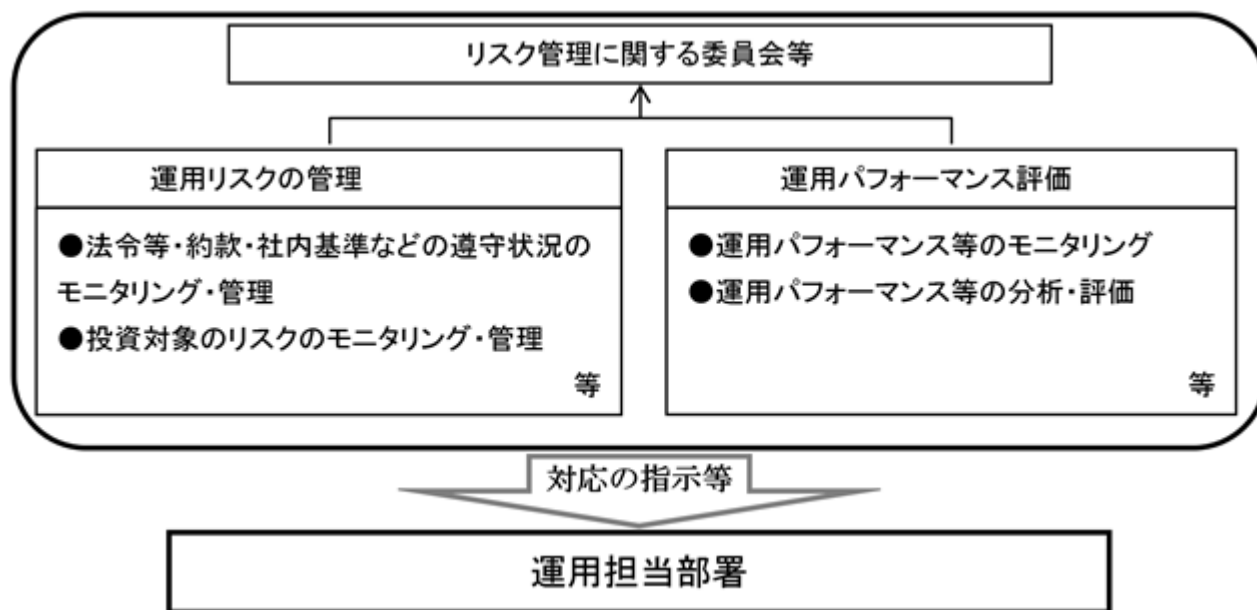 リスク管理に関する委員会等
運用リスクの管理
●法令等・約款・社内基準などの遵守状況の
モニタリング・管理
●投資対象のリスクのモニタリング・管理
等
運用パフォーマンス評価
●運用パフォーマンス等のモニタリング
●運用パフォーマンス等の分析・評価
等
対応の指示等
運用担当部署